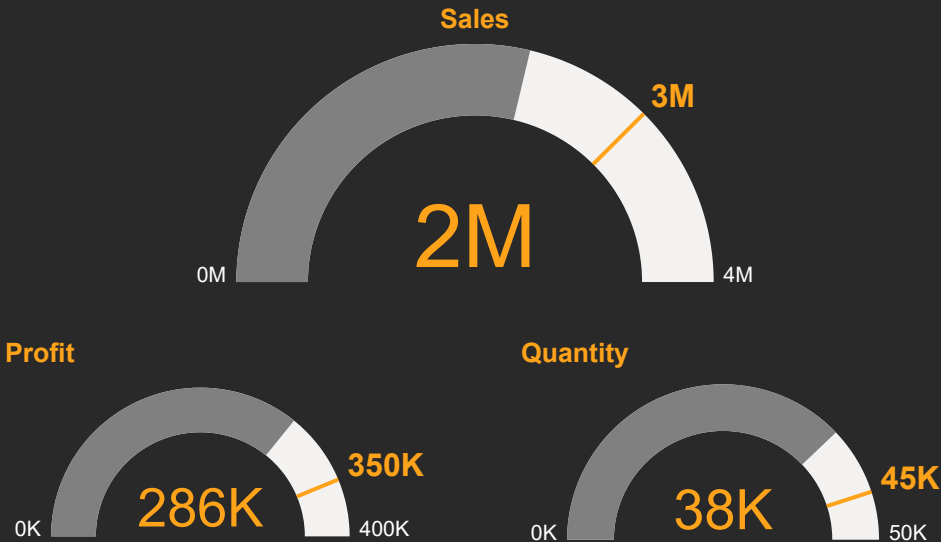 Sales
3M
2M
0M
4M
Profit
350K
286K
0K
400K
Quantity
45K
38K
0K
50K